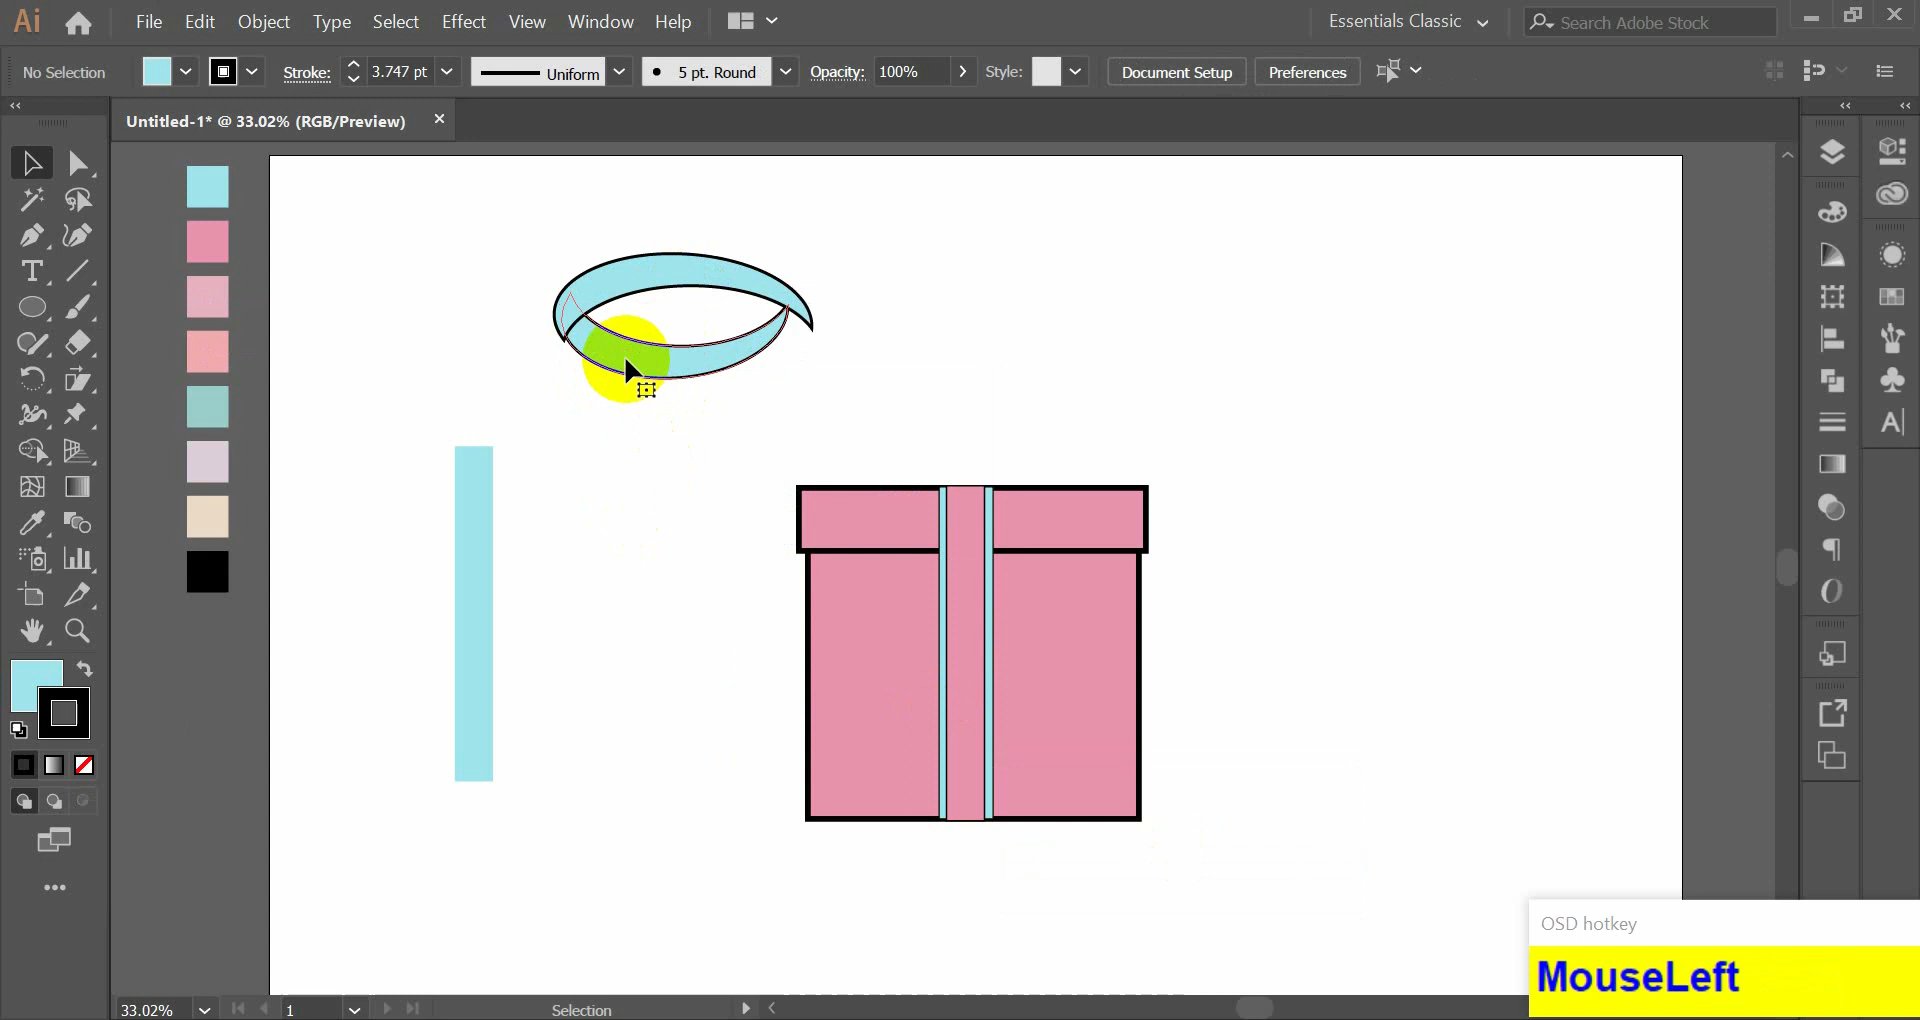 Ai File Edit Object Type Select Effect View Window Help Essentials Classic Search Adobe Stock
No Selection Stroke: 3.747 pt Uniform 5 pt. Round Opacity: 100% Style: Document Setup Preferences
Untitled-1* @ 33.02% (RGB/Preview)
OSD hotkey
MouseLeft
33.02% 1 Selection